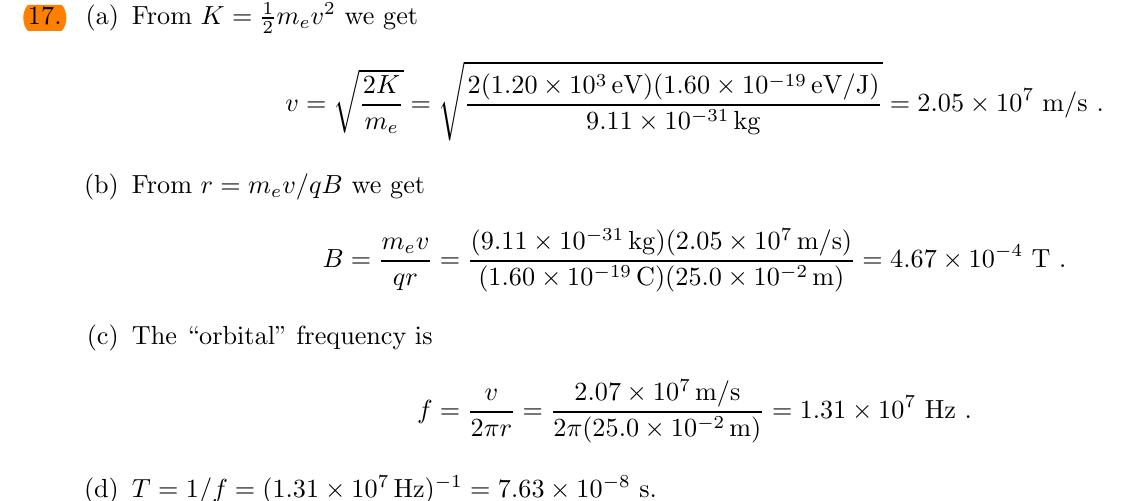 17. (a) From K = ½mₑv² we get
v = √(2K/mₑ) = √(2(1.20 × 10³ eV)(1.60 × 10⁻¹⁹ eV/J) / 9.11 × 10⁻³¹ kg) = 2.05 × 10⁷ m/s .
(b) From r = mₑv/qB we get
B = mₑv/qr = (9.11 × 10⁻³¹ kg)(2.05 × 10⁷ m/s) / (1.60 × 10⁻¹⁹ C)(25.0 × 10⁻² m) = 4.67 × 10⁻⁴ T .
(c) The “orbital” frequency is
f = v/2πr = 2.07 × 10⁷ m/s / 2π(25.0 × 10⁻² m) = 1.31 × 10⁷ Hz .
(d) T = 1/f = (1.31 × 10⁷ Hz)⁻¹ = 7.63 × 10⁻⁸ s.